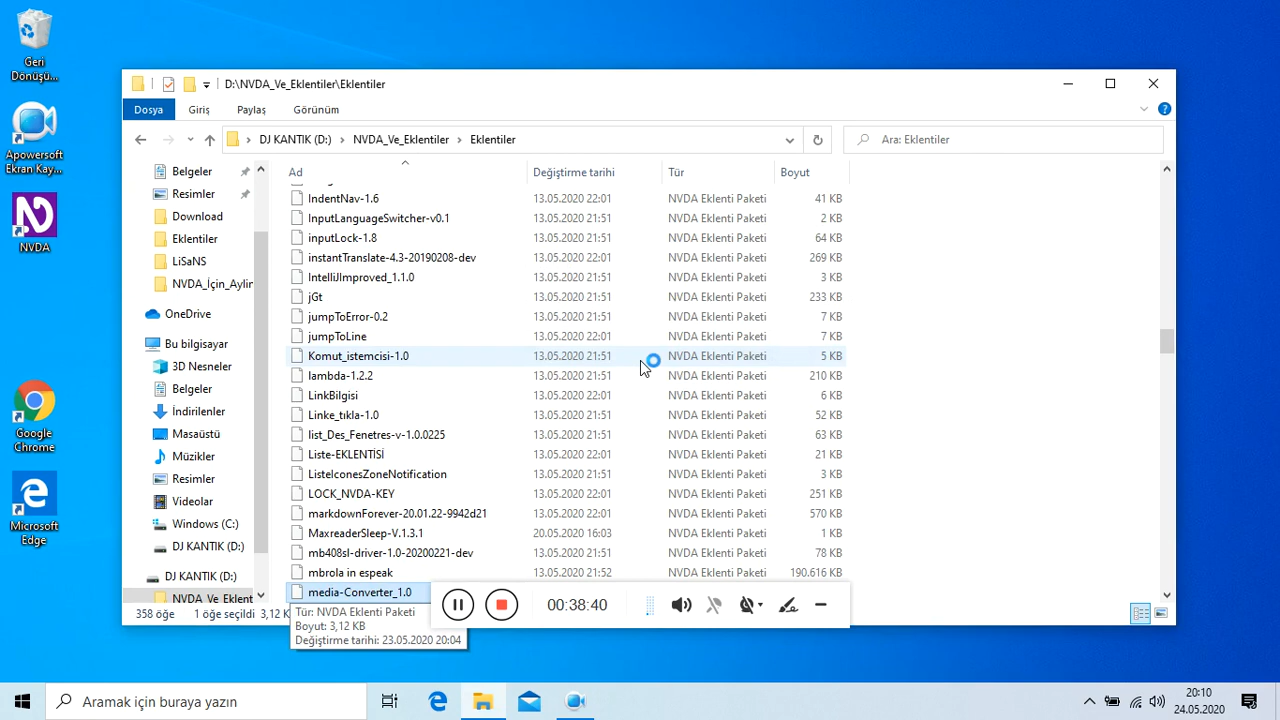 Geri
Dönüşü...
Apowersoft
Ekran Kay...
NVDA
Google
Chrome
Microsoft
Edge
D:\NVDA_Ve_Eklentiler\Eklentiler
Dosya Giriş Paylaş Görünüm
DJ KANTIK (D:) > NVDA_Ve_Eklentiler > Eklentiler
Ara: Eklentiler
Belgeler
Resimler
Download
Eklentiler
LiSaNS
NVDA_İçin_Aylin
OneDrive
Bu bilgisayar
3D Nesneler
Belgeler
İndirilenler
Masaüstü
Müzikler
Resimler
Videolar
Windows (C:)
DJ KANTIK (D:)
DJ KANTIK (D:)
NVDA_Ve_Eklent
Ad Değiştirme tarihi Tür Boyut
IndentNav-1.6 13.05.2020 22:01 NVDA Eklenti Paketi 41 KB
InputLanguageSwitcher-v0.1 13.05.2020 21:51 NVDA Eklenti Paketi 2 KB
inputLock-1.8 13.05.2020 21:51 NVDA Eklenti Paketi 64 KB
instantTranslate-4.3-20190208-dev 13.05.2020 22:01 NVDA Eklenti Paketi 269 KB
IntelliJImproved_1.1.0 13.05.2020 21:51 NVDA Eklenti Paketi 3 KB
jGt 13.05.2020 21:51 NVDA Eklenti Paketi 233 KB
jumpToError-0.2 13.05.2020 21:51 NVDA Eklenti Paketi 7 KB
jumpToLine 13.05.2020 22:01 NVDA Eklenti Paketi 7 KB
Komut_istemcisi-1.0 13.05.2020 21:51 NVDA Eklenti Paketi 5 KB
lambda-1.2.2 13.05.2020 21:51 NVDA Eklenti Paketi 210 KB
LinkBilgisi 13.05.2020 22:01 NVDA Eklenti Paketi 6 KB
Linke_tıkla-1.0 13.05.2020 21:51 NVDA Eklenti Paketi 52 KB
list_Des_Fenetres-v-1.0.0225 13.05.2020 21:51 NVDA Eklenti Paketi 63 KB
Liste-EKLENTİSİ 13.05.2020 22:01 NVDA Eklenti Paketi 21 KB
ListeIconesZoneNotification 13.05.2020 21:51 NVDA Eklenti Paketi 3 KB
LOCK_NVDA-KEY 13.05.2020 22:01 NVDA Eklenti Paketi 251 KB
markdownForever-20.01.22-9942d21 13.05.2020 22:01 NVDA Eklenti Paketi 570 KB
MaxreaderSleep-V.1.3.1 20.05.2020 16:03 NVDA Eklenti Paketi 1 KB
mb408sl-driver-1.0-20200221-dev 13.05.2020 21:51 NVDA Eklenti Paketi 78 KB
mbrola in espeak 13.05.2020 21:52 NVDA Eklenti Paketi 190.616 KB
media-Converter_1.0
Tür: NVDA Eklenti Paketi
Boyut: 3,12 KB
Değiştirme tarihi: 23.05.2020 20:04
00:38:40
358 öğe 1 öğe seçildi 3,12 K
Aramak için buraya yazın
20:10
24.05.2020